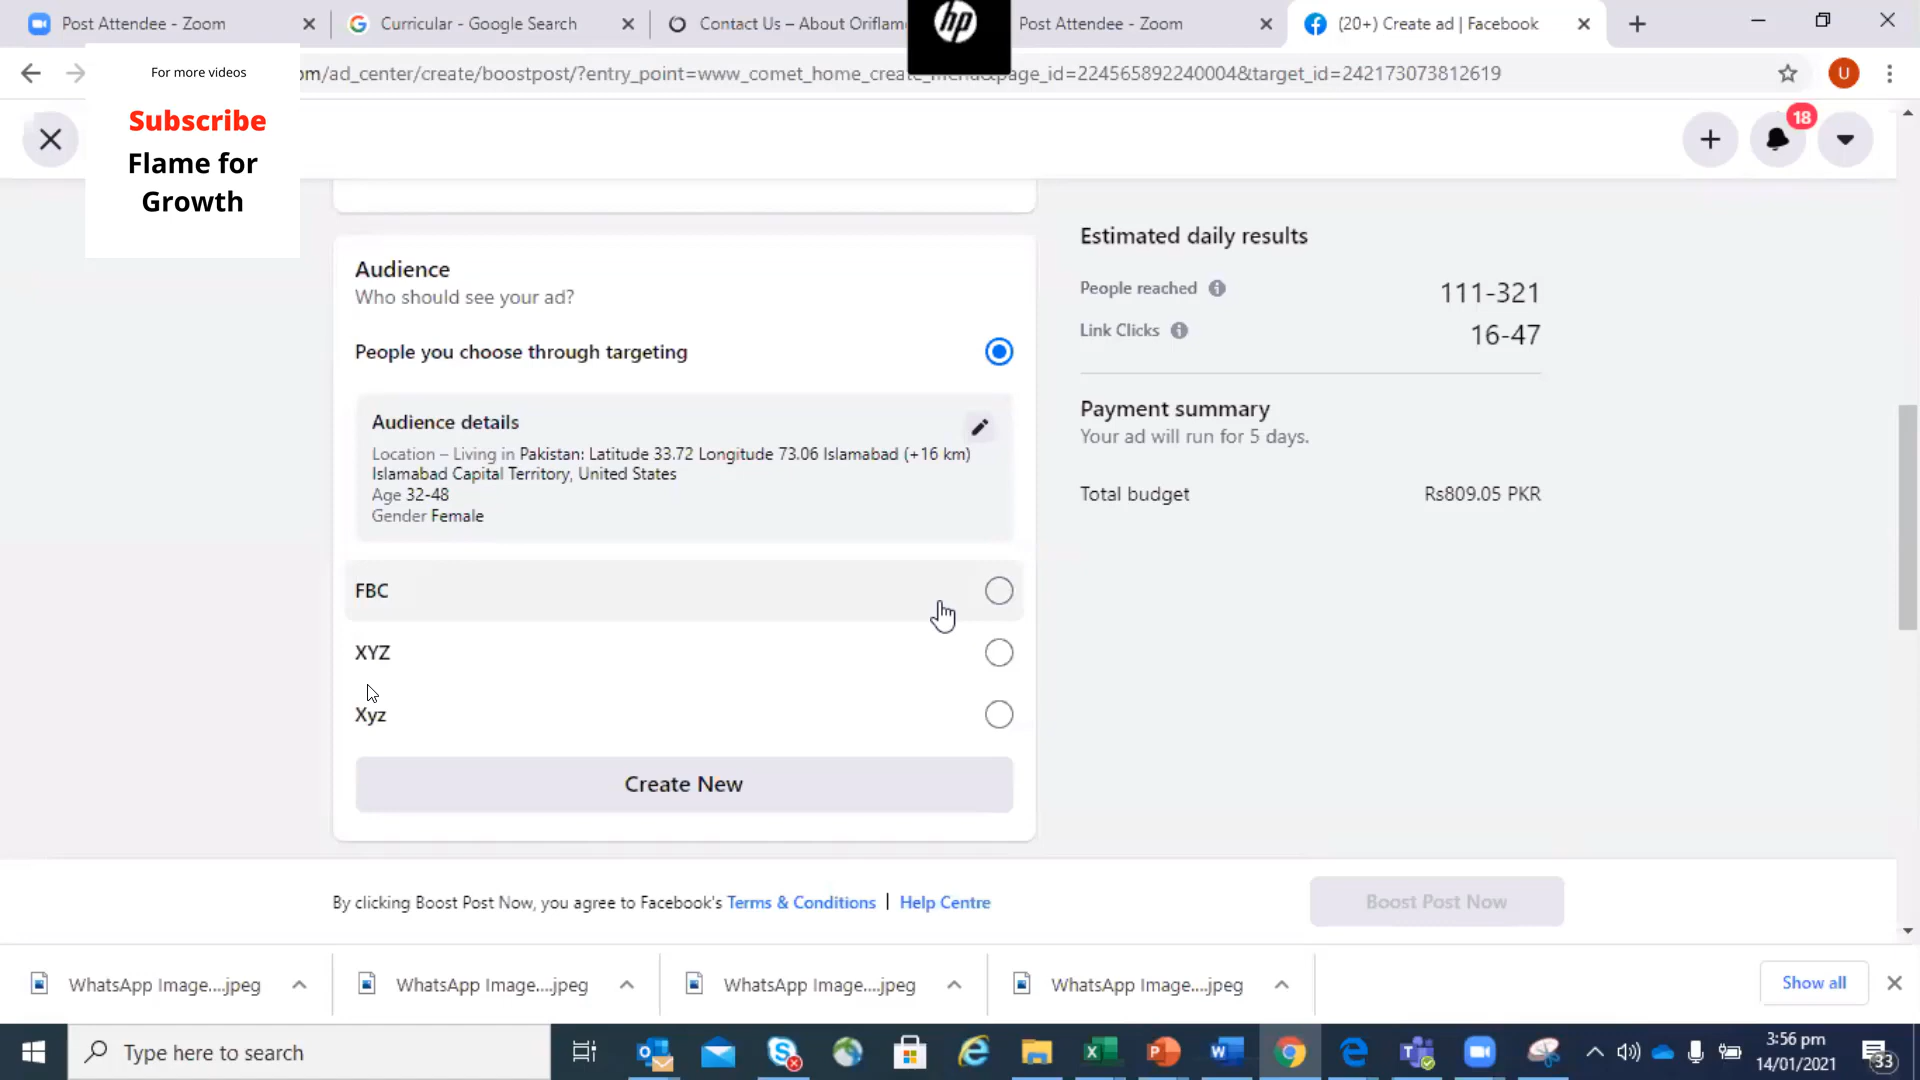 Post Attendee - Zoom
Curricular - Google Search
Contact Us – About Oriflam
hp
Post Attendee - Zoom
(20+) Create ad | Facebook
For more videos
Subscribe
Flame for
Growth
om/ad_center/create/boostpost/?entry_point=www_comet_home_create_menu&page_id=224565892240004&target_id=242173073812619
U
18
Audience
Who should see your ad?
People you choose through targeting
Audience details
Location – Living in Pakistan: Latitude 33.72 Longitude 73.06 Islamabad (+16 km)
Islamabad Capital Territory, United States
Age 32-48
Gender Female
FBC
XYZ
Xyz
Create New
Estimated daily results
People reached
111-321
Link Clicks
16-47
Payment summary
Your ad will run for 5 days.
Total budget
Rs809.05 PKR
By clicking Boost Post Now, you agree to Facebook's Terms & Conditions | Help Centre
Boost Post Now
WhatsApp Image....jpeg
WhatsApp Image....jpeg
WhatsApp Image....jpeg
WhatsApp Image....jpeg
Show all
Type here to search
3:56 pm
14/01/2021
33